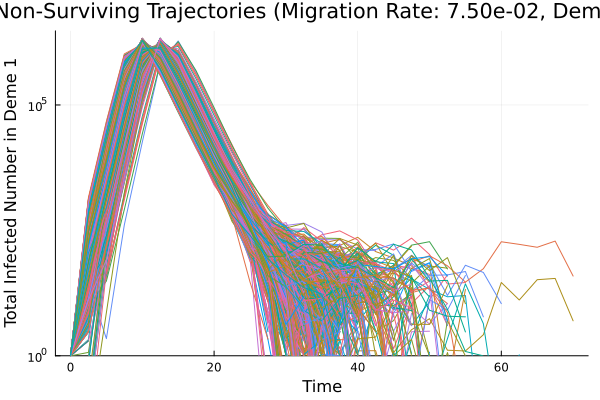 Non-Surviving Trajectories (Migration Rate: 7.50e-02, Dem
Total Infected Number in Deme 1
10⁵
10⁰
0 20 40 60
Time